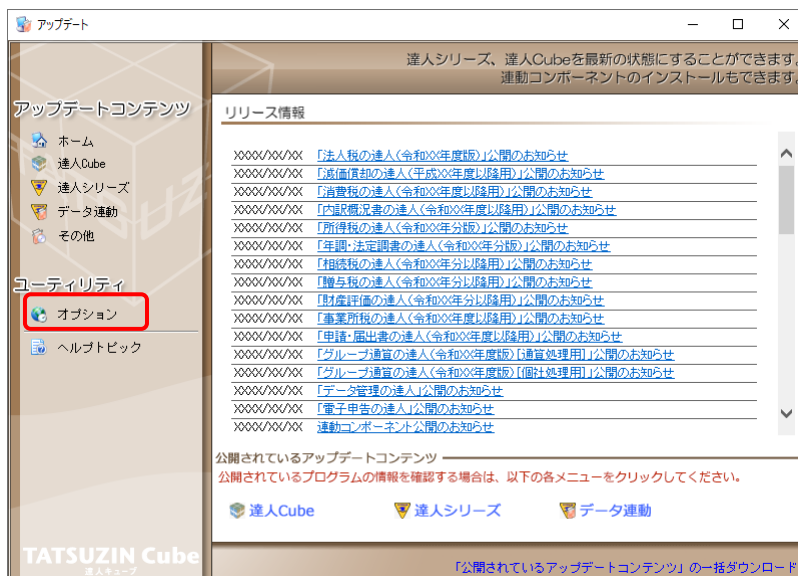 アップデート
達人シリーズ、達人Cubeを最新の状態にすることができます。
連動コンポーネントのインストールもできます。
アップデートコンテンツ
ホーム
達人Cube
達人シリーズ
データ連動
その他
ユーティリティ
オプション
ヘルプトピック
リリース情報
XXXX/XX/XX 「法人税の達人(令和XX年度版)」公開のお知らせ
XXXX/XX/XX 「減価償却の達人(平成XX年度以降用)」公開のお知らせ
XXXX/XX/XX 「消費税の達人(令和XX年度以降用)」公開のお知らせ
XXXX/XX/XX 「内訳概況書の達人(令和XX年度以降用)」公開のお知らせ
XXXX/XX/XX 「所得税の達人(令和XX年分版)」公開のお知らせ
XXXX/XX/XX 「年調・法定調書の達人(令和XX年分版)」公開のお知らせ
XXXX/XX/XX 「相続税の達人(令和XX年分以降用)」公開のお知らせ
XXXX/XX/XX 「贈与税の達人(令和XX年分以降用)」公開のお知らせ
XXXX/XX/XX 「財産評価の達人(令和XX年分以降用)」公開のお知らせ
XXXX/XX/XX 「事業所税の達人(令和XX年度以降用)」公開のお知らせ
XXXX/XX/XX 「申請・届出書の達人(令和XX年度以降用)」公開のお知らせ
XXXX/XX/XX 「グループ通算の達人(令和XX年度版)[通算処理用]」公開のお知らせ
XXXX/XX/XX 「グループ通算の達人(令和XX年度版)[個社処理用]」公開のお知らせ
XXXX/XX/XX 「データ管理の達人」公開のお知らせ
XXXX/XX/XX 「電子申告の達人」公開のお知らせ
XXXX/XX/XX 連動コンポーネント公開のお知らせ
公開されているアップデートコンテンツ
公開されているプログラムの情報を確認する場合は、以下の各メニューをクリックしてください。
達人Cube 達人シリーズ データ連動
TATSUZIN Cube
達人キューブ
「公開されているアップデートコンテンツ」の一括ダウンロード